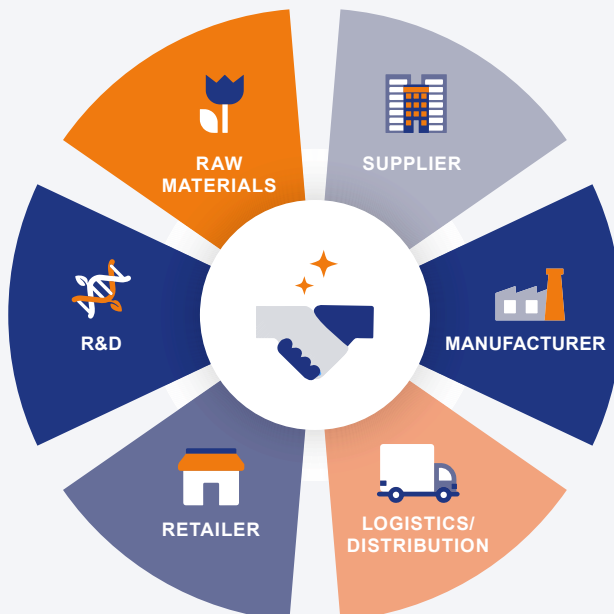 RAW
MATERIALS
SUPPLIER
R&D
MANUFACTURER
RETAILER
LOGISTICS/
DISTRIBUTION